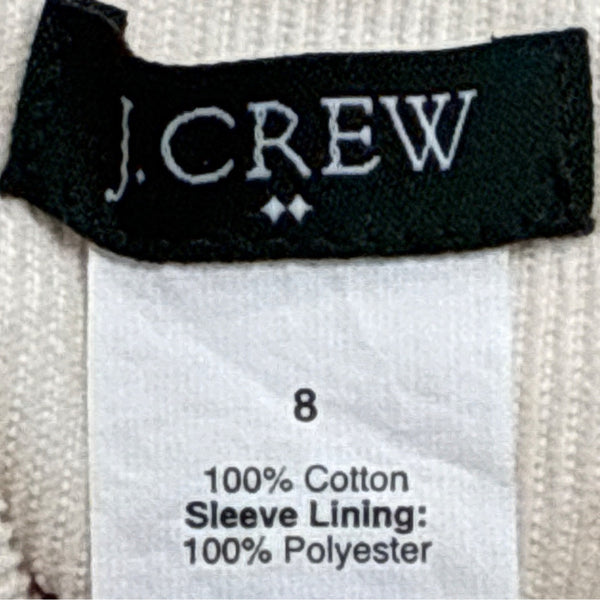 J.CREW
8
100% Cotton
Sleeve Lining:
100% Polyester